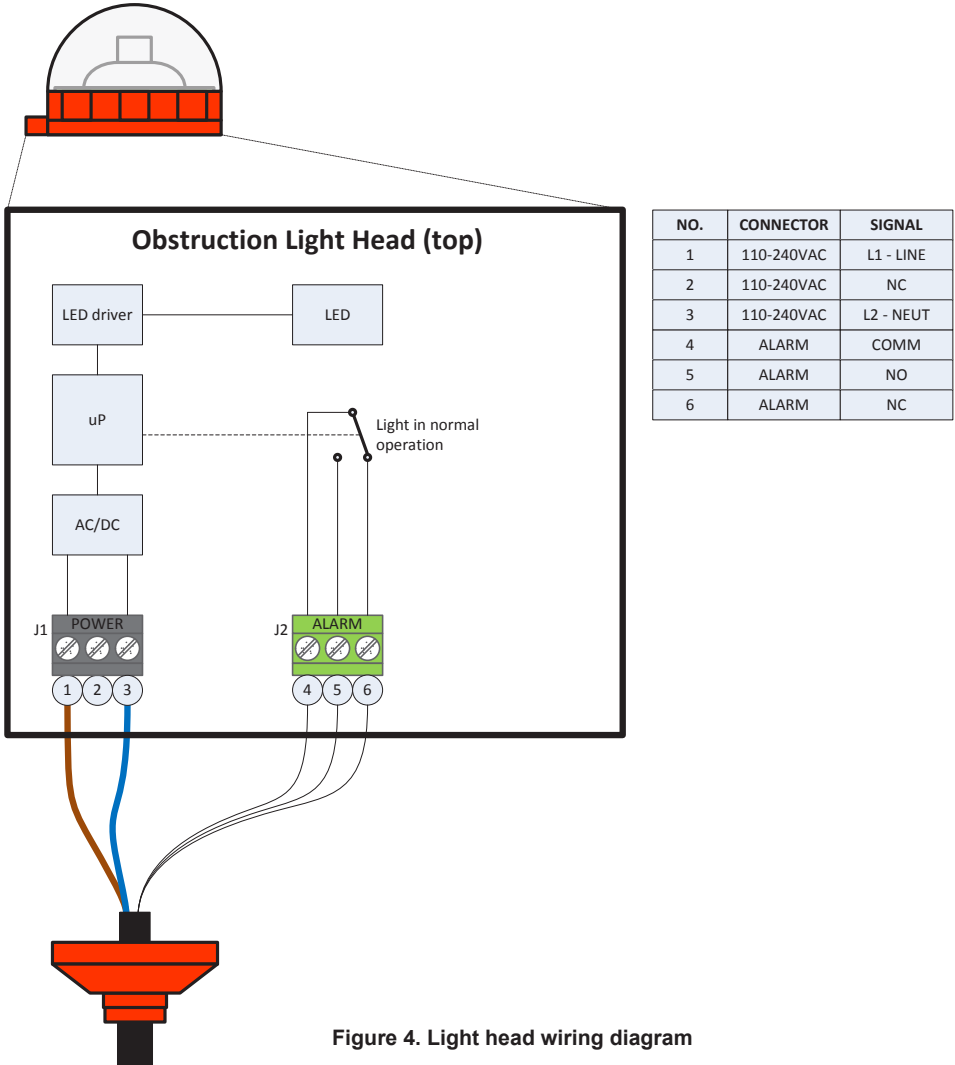 Obstruction Light Head (top)
LED driver
LED
uP
Light in normal
operation
AC/DC
J1
POWER
J2
ALARM
1 2 3
4 5 6
NO. CONNECTOR SIGNAL
1 110-240VAC L1 - LINE
2 110-240VAC NC
3 110-240VAC L2 - NEUT
4 ALARM COMM
5 ALARM NO
6 ALARM NC
Figure 4. Light head wiring diagram